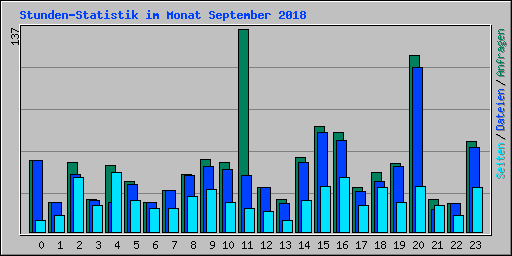 Stunden-Statistik im Monat September 2018
137
Seiten / Dateien / Anfragen
0 1 2 3 4 5 6 7 8 9 10 11 12 13 14 15 16 17 18 19 20 21 22 23